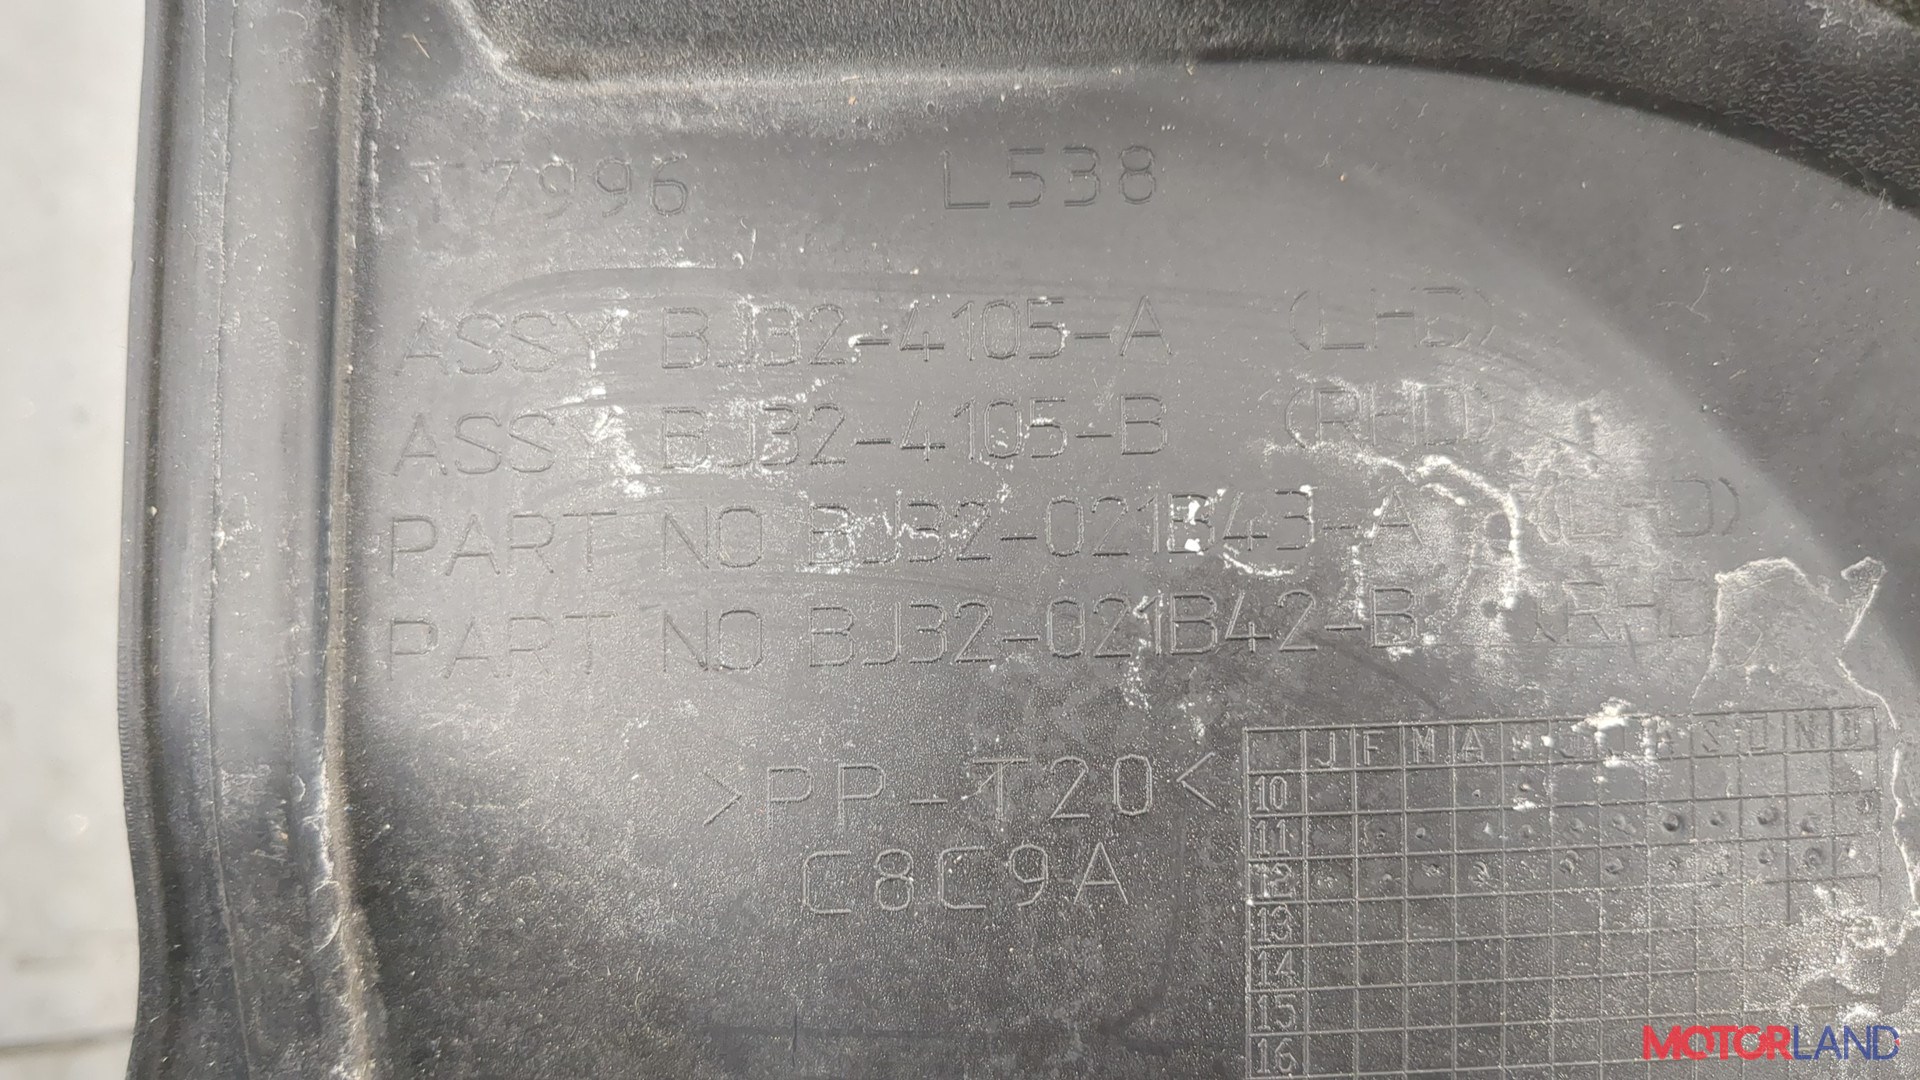 T7996 L538
ASSY BJ32-4105-A (LHD)
ASSY BJ32-4105-B (RHD)
PART NO BJ32-021B43-A (LHD)
PART NO BJ32-021B42-B (RHD)
>PP-T20<
C8C9A
J F M A M J J A S O N D
10
11
12
13
14
15
16
MOTORLAND